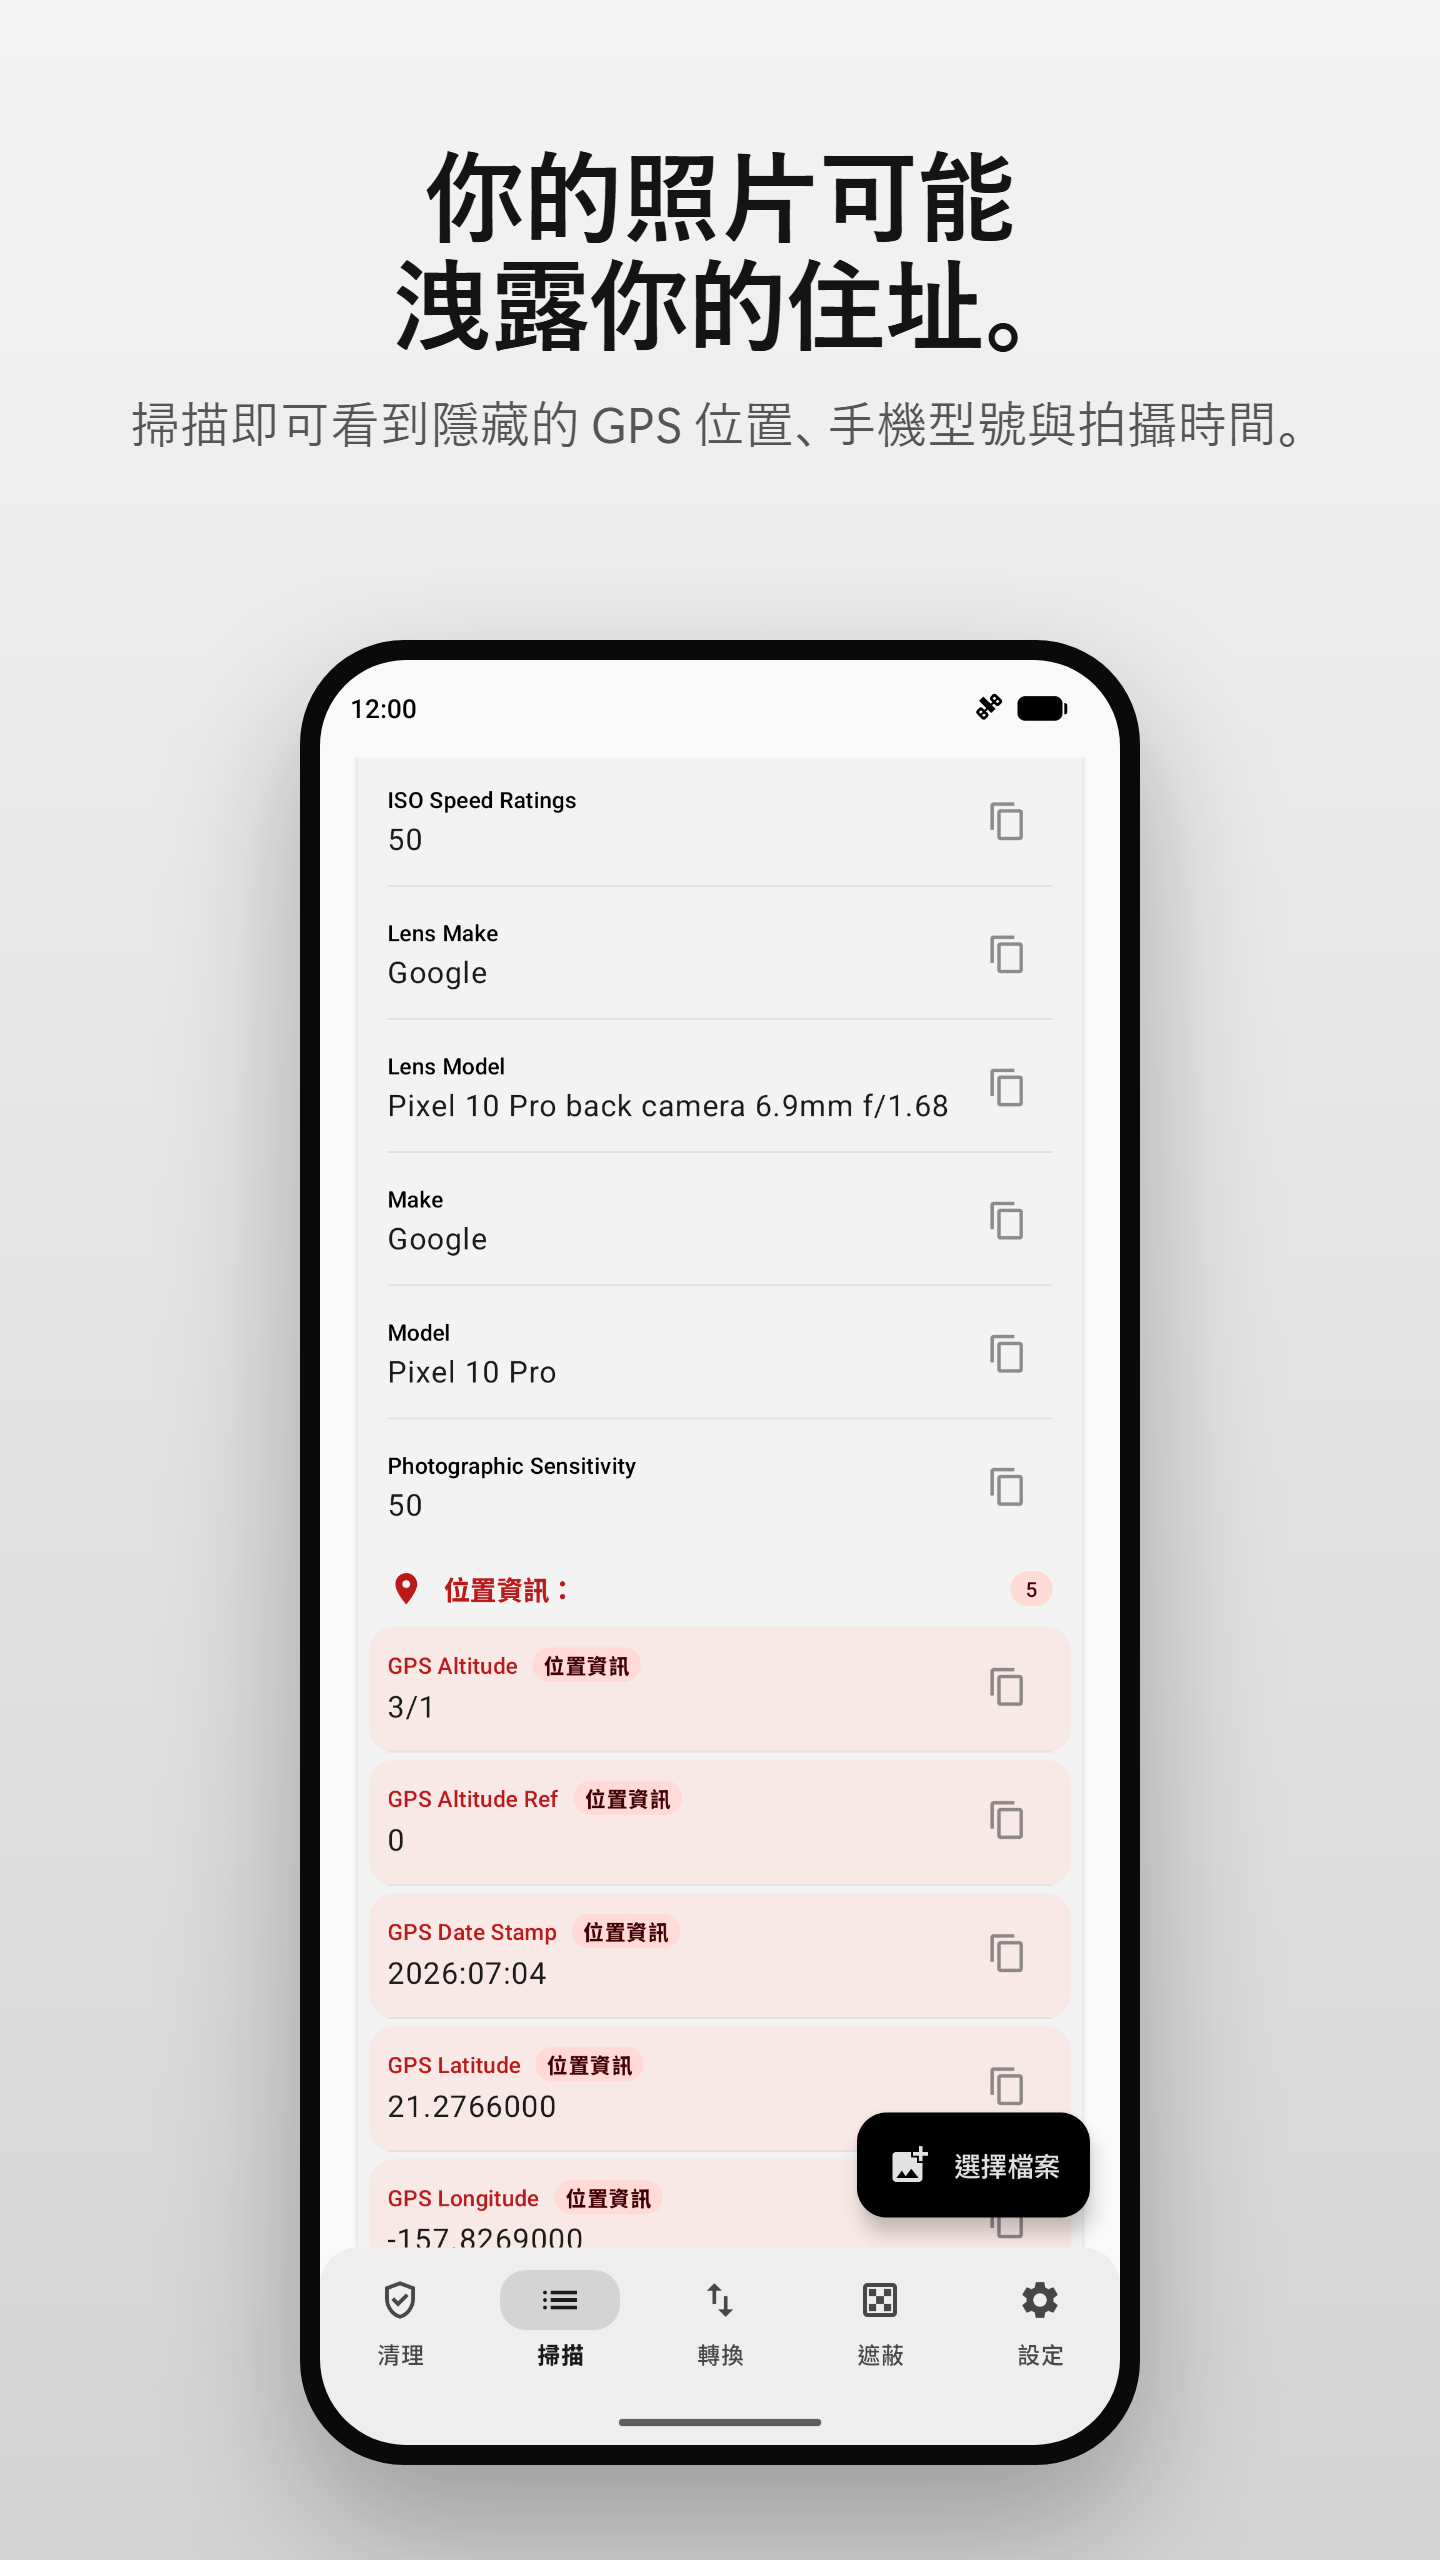 你的照片可能
洩露你的住址。
掃描即可看到隱藏的 GPS 位置、手機型號與拍攝時間。
12:00
ISO Speed Ratings
50
Lens Make
Google
Lens Model
Pixel 10 Pro back camera 6.9mm f/1.68
Make
Google
Model
Pixel 10 Pro
Photographic Sensitivity
50
位置資訊：
5
GPS Altitude 位置資訊
3/1
GPS Altitude Ref 位置資訊
0
GPS Date Stamp 位置資訊
2026:07:04
GPS Latitude 位置資訊
21.2766000
選擇檔案
GPS Longitude 位置資訊
-157.8269000
清理
掃描
轉換
遮蔽
設定